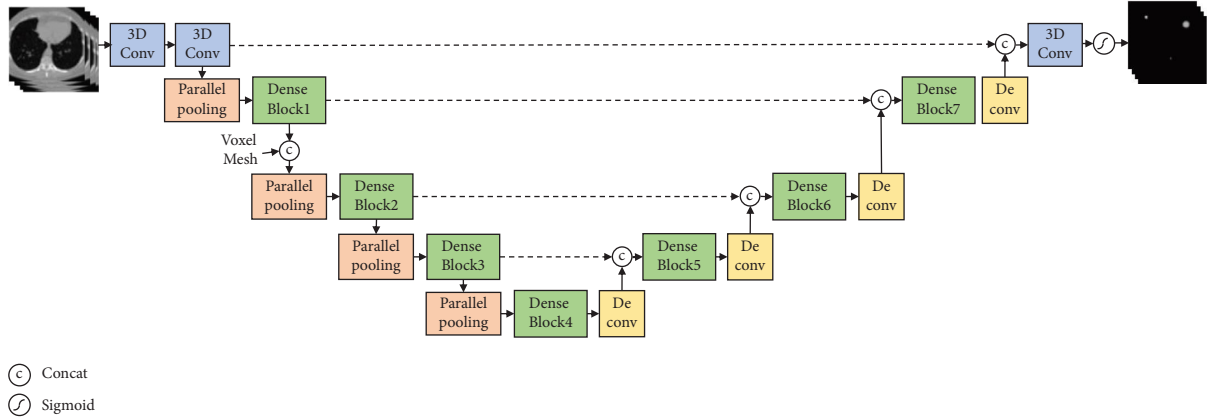 3D
Conv
3D
Conv
c
3D
Conv
Parallel
pooling
Dense
Block1
c
Dense
Block7
De
conv
Voxel
Mesh
c
Parallel
pooling
Dense
Block2
c
Dense
Block6
De
conv
Parallel
pooling
Dense
Block3
c
Dense
Block5
De
conv
Parallel
pooling
Dense
Block4
De
conv
c Concat
Sigmoid